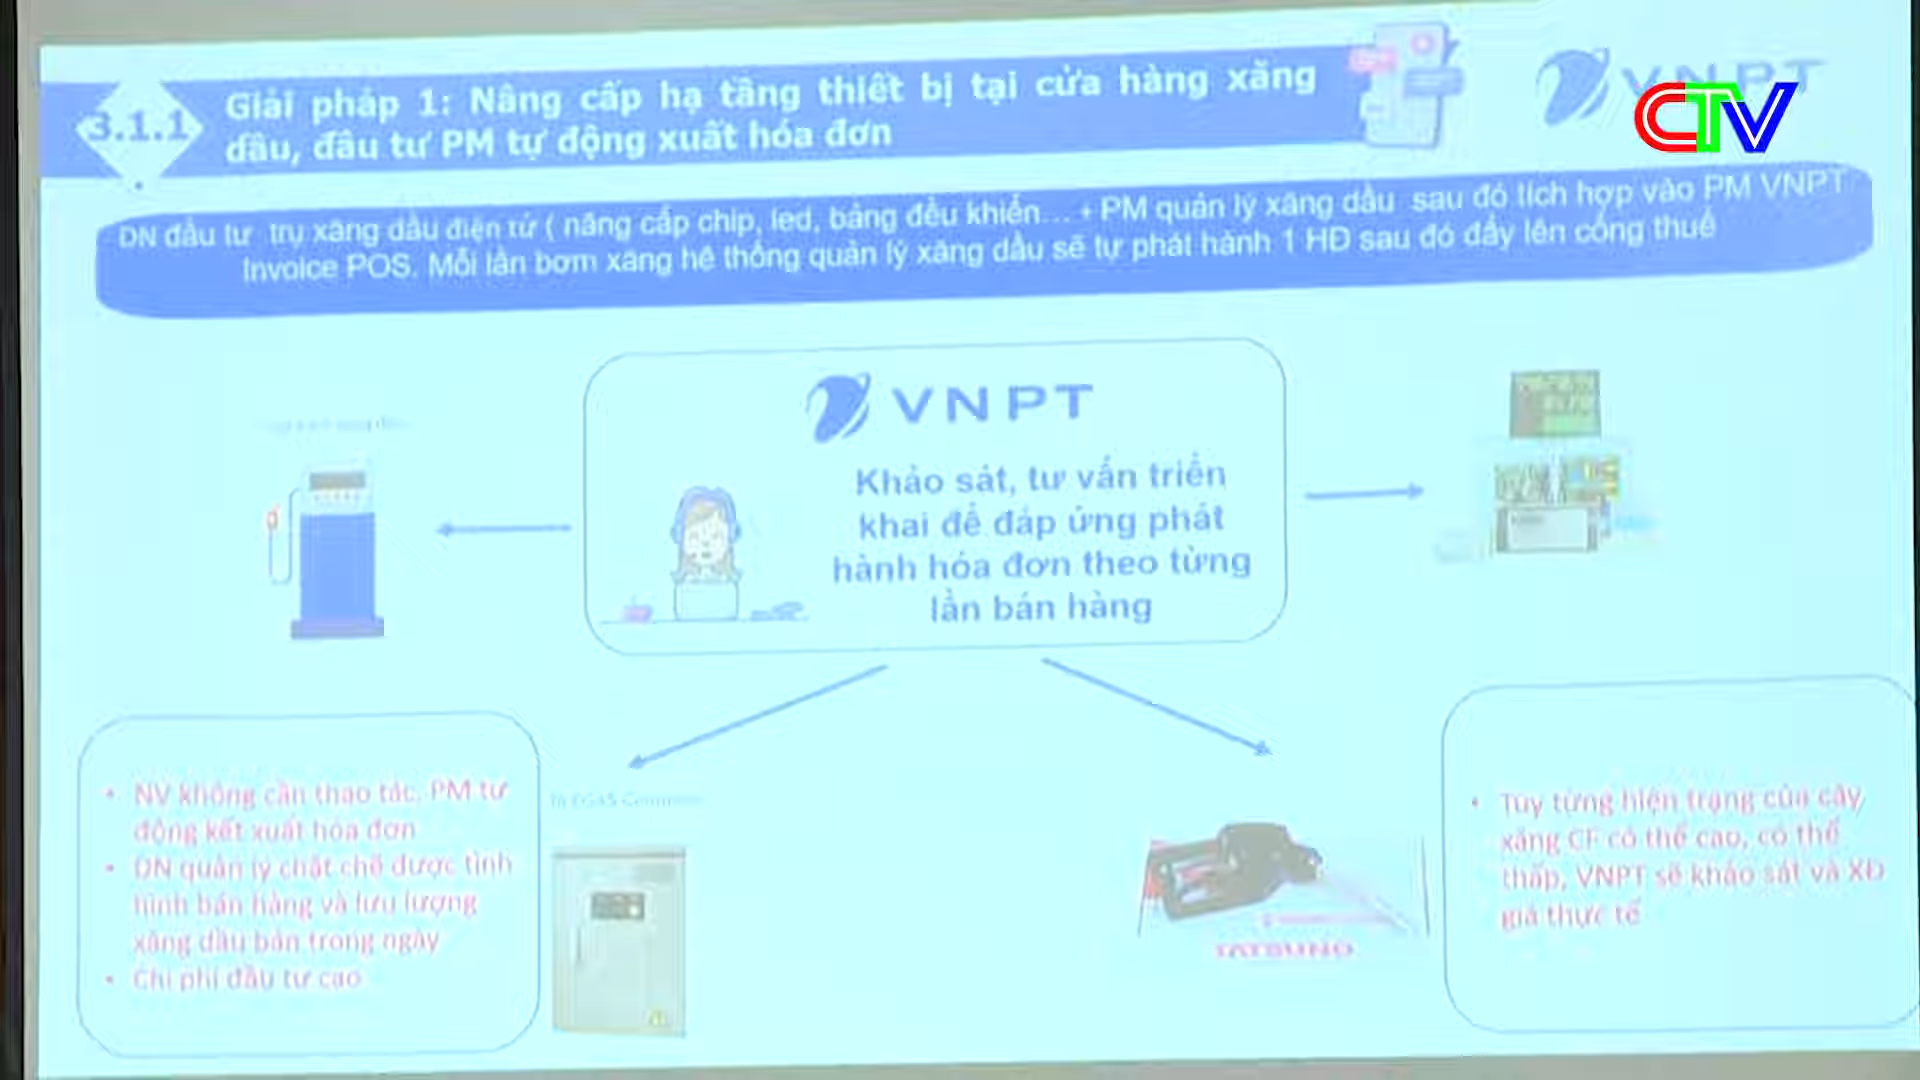 3.1.1
Giải pháp 1: Nâng cấp hạ tầng thiết bị tại cửa hàng xăng
dầu, đầu tư PM tự động xuất hóa đơn
VNPT
CTV
DN đầu tư trụ xăng dầu điện tử ( nâng cấp chip, led, bảng đều khiển... + PM quản lý xăng dầu sau đó tích hợp vào PM VNPT
Invoice POS. Mỗi lần bơm xăng hệ thống quản lý xăng dầu sẽ tự phát hành 1 HĐ sau đó đẩy lên cổng thuế
VNPT
Khảo sát, tư vấn triển
khai để đáp ứng phát
hành hóa đơn theo từng
lần bán hàng
• NV không cần thao tác, PM tự
động kết xuất hóa đơn
• DN quản lý chặt chẽ được tình
hình bán hàng và lưu lượng
xăng dầu bán trong ngày
• Chi phí đầu tư cao
TATSUNO
• Tùy từng hiện trạng của cây
xăng CF có thể cao, có thể
thấp, VNPT sẽ khảo sát và XĐ
giá thực tế